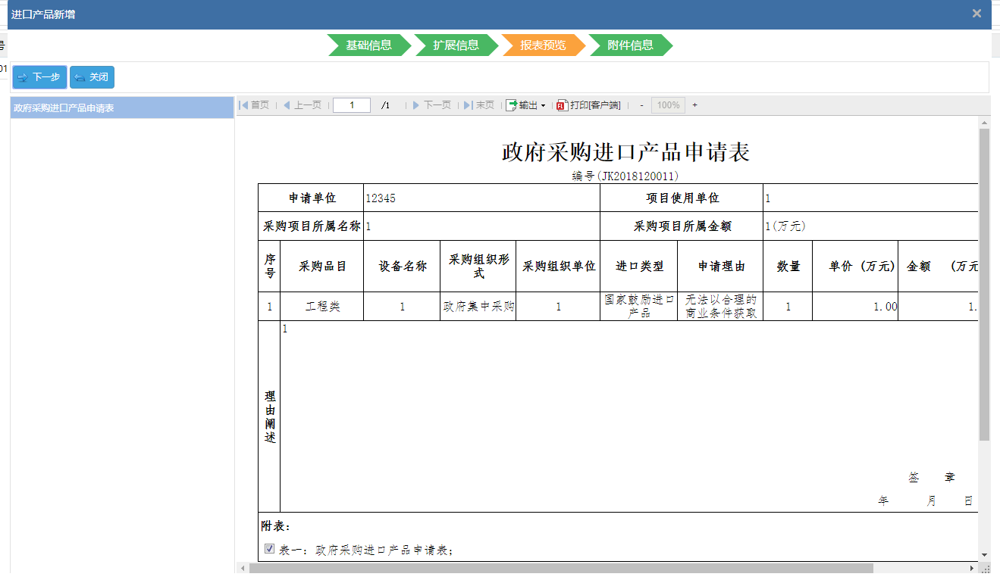 进口产品新增
基础信息 扩展信息 报表预览 附件信息
01
下一步 关闭
政府采购进口产品申请表
首页 上一页 1 /1 下一页 末页 输出 打印[客户端] - 100% +
政府采购进口产品申请表
编号(JK2018120011)
申请单位 12345 项目使用单位 1
采购项目所属名称 1 采购项目所属金额 1(万元)
序号 采购品目 设备名称 采购组织形式 采购组织单位 进口类型 申请理由 数量 单价 (万元) 金额 (万元
1 工程类 1 政府集中采购 1 国家鼓励进口产品 无法以合理的商业条件获取 1 1.00 1.
理由阐述 1
签 章
年 月 日
附表:
表一: 政府采购进口产品申请表;